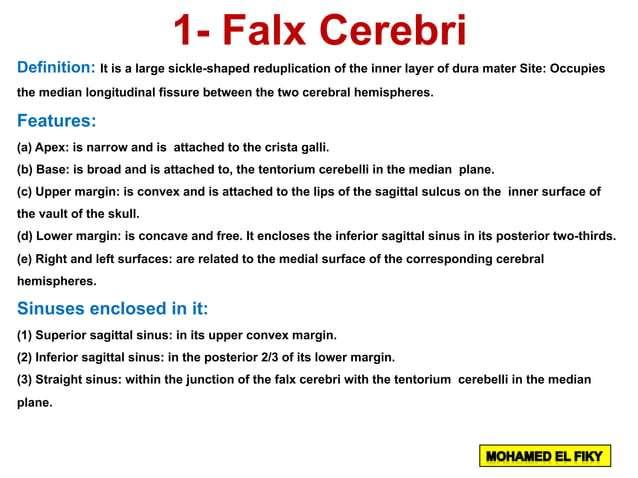 1- Falx Cerebri
Definition: It is a large sickle-shaped reduplication of the inner layer of dura mater Site: Occupies
the median longitudinal fissure between the two cerebral hemispheres.
Features:
(a) Apex: is narrow and is attached to the crista galli.
(b) Base: is broad and is attached to, the tentorium cerebelli in the median plane.
(c) Upper margin: is convex and is attached to the lips of the sagittal sulcus on the inner surface of
the vault of the skull.
(d) Lower margin: is concave and free. It encloses the inferior sagittal sinus in its posterior two-thirds.
(e) Right and left surfaces: are related to the medial surface of the corresponding cerebral
hemispheres.
Sinuses enclosed in it:
(1) Superior sagittal sinus: in its upper convex margin.
(2) Inferior sagittal sinus: in the posterior 2/3 of its lower margin.
(3) Straight sinus: within the junction of the falx cerebri with the tentorium cerebelli in the median
plane.
MOHAMED EL FIKY